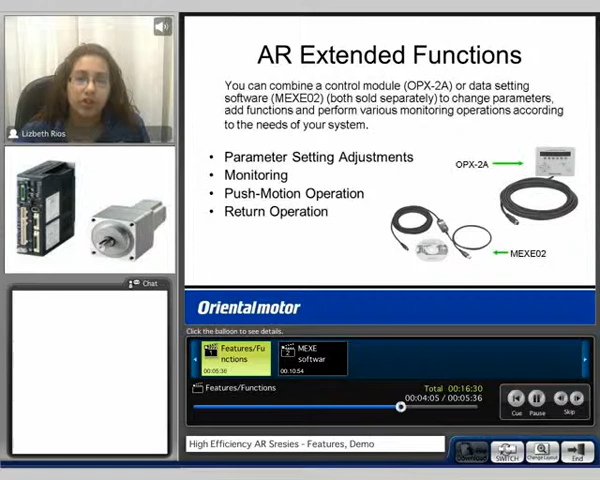 Lizbeth Rios
Chat
AR Extended Functions
You can combine a control module (OPX-2A) or data setting
software (MEXE02) (both sold separately) to change parameters,
add functions and perform various monitoring operations according
to the needs of your system.
• Parameter Setting Adjustments
• Monitoring
• Push-Motion Operation
• Return Operation
OPX-2A
MEXE02
Orientalmotor
Click the balloon to see details.
1
Features/Fu
nctions
00:05:36
2
MEXE
softwar
00:10:54
Features/Functions
Total 00:16:30
00:04:05 / 00:05:36
Cue
Pause
Skip
High Efficiency AR Sresies - Features, Demo
SWITCH
Change Layout
End